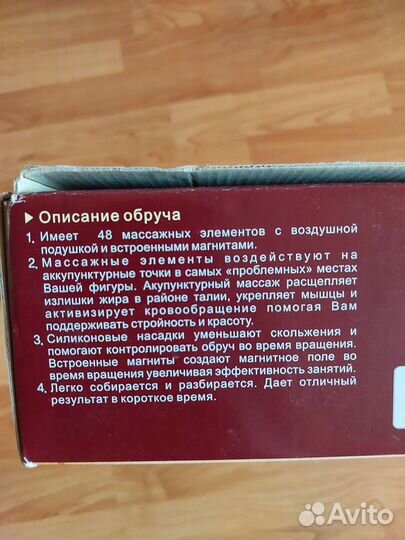 ▶ Описание обруча
1. Имеет 48 массажных элементов с воздушной
подушкой и встроенными магнитами.
2. Массажные элементы воздействуют на
аккупунктурные точки в самых «проблемных» местах
Вашей фигуры. Акупунктурный массаж расщепляет
излишки жира в районе талии, укрепляет мышцы и
активизирует кровообращение помогая Вам
поддерживать стройность и красоту.
3. Силиконовые насадки уменьшают скольжения и
помогают контролировать обруч во время вращения.
Встроенные магниты создают магнитное поле во
время вращения увеличивая эффективность занятий.
4. Легко собирается и разбирается. Дает отличный
результат в короткое время.
Avito